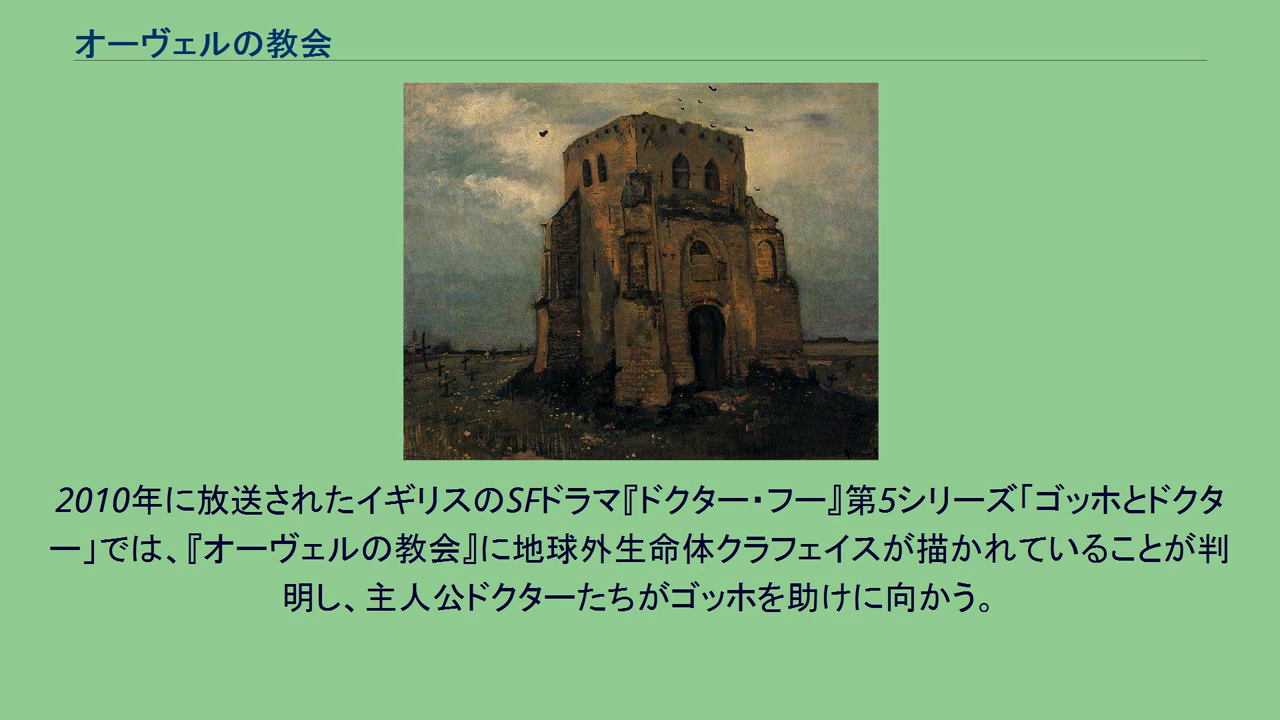 オーヴェルの教会
2010年に放送されたイギリスのSFドラマ『ドクター・フー』第5シリーズ「ゴッホとドクタ
ー」では、『オーヴェルの教会』に地球外生命体クラフェイスが描かれていることが判
明し、主人公ドクターたちがゴッホを助けに向かう。